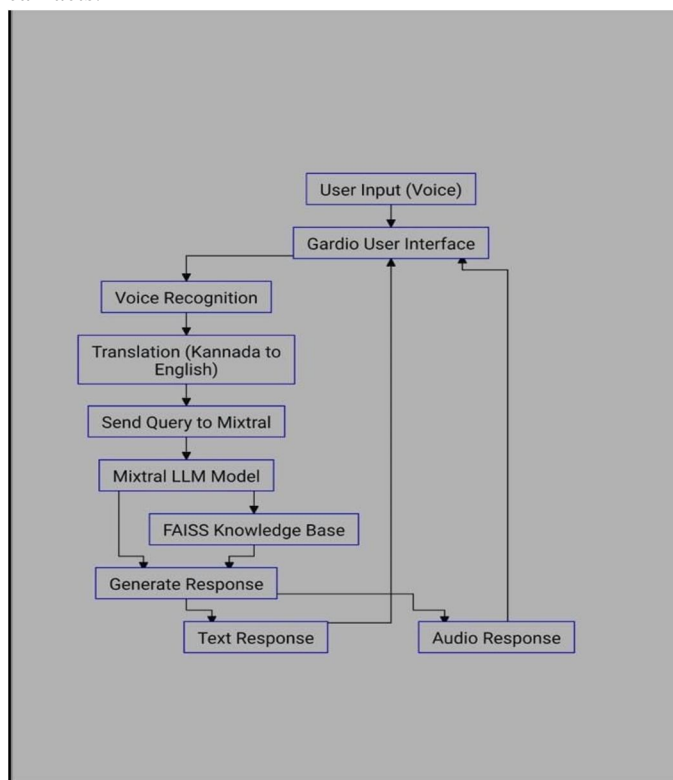 User Input (Voice)
Gardio User Interface
Voice Recognition
Translation (Kannada to
English)
Send Query to Mixtral
Mixtral LLM Model
FAISS Knowledge Base
Generate Response
Text Response
Audio Response